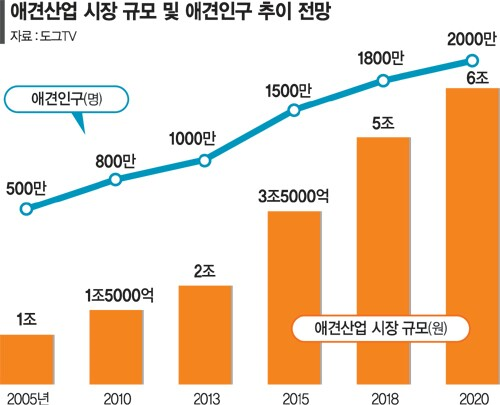 애견산업 시장 규모 및 애견인구 추이 전망
자료 : 도그TV
2000만
1800만
6조
애견인구(명)
1500만
1000만
5조
800만
500만
3조5000억
2조
1조5000억
1조
애견산업 시장 규모(원)
2005년 2010 2013 2015 2018 2020